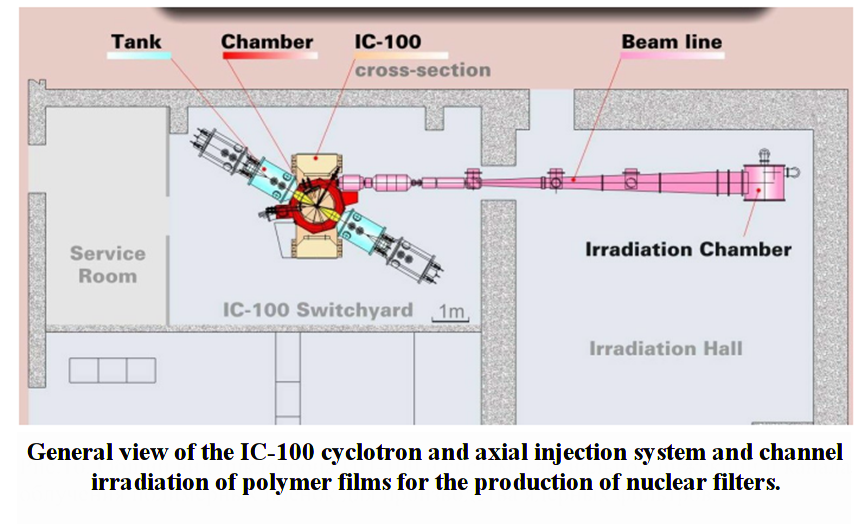 Tank Chamber IC-100 Beam line
cross-section
Irradiation Chamber
Service
Room
IC-100 Switchyard 1m
Irradiation Hall
General view of the IC-100 cyclotron and axial injection system and channel
irradiation of polymer films for the production of nuclear filters.